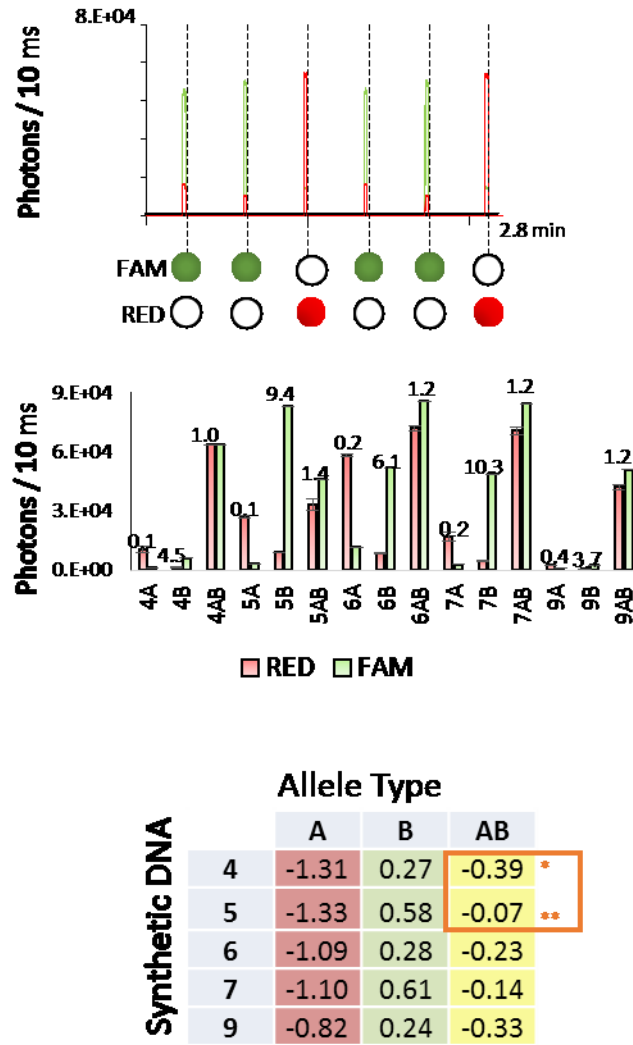 8.E+04
Photons / 10 ms
2.8 min
FAM
RED
9.E+04
6.E+04
3.E+04
0.E+00
Photons / 10 ms
0.1 4.5 1.0 0.1 9.4 1.4 0.2 6.1 1.2 0.2 10.3 1.2 0.4 3.7 1.2
4A 4B 4AB 5A 5B 5AB 6A 6B 6AB 7A 7B 7AB 9A 9B 9AB
RED FAM
Allele Type
Synthetic DNA
A B AB
4 -1.31 0.27 -0.39 *
5 -1.33 0.58 -0.07 **
6 -1.09 0.28 -0.23
7 -1.10 0.61 -0.14
9 -0.82 0.24 -0.33